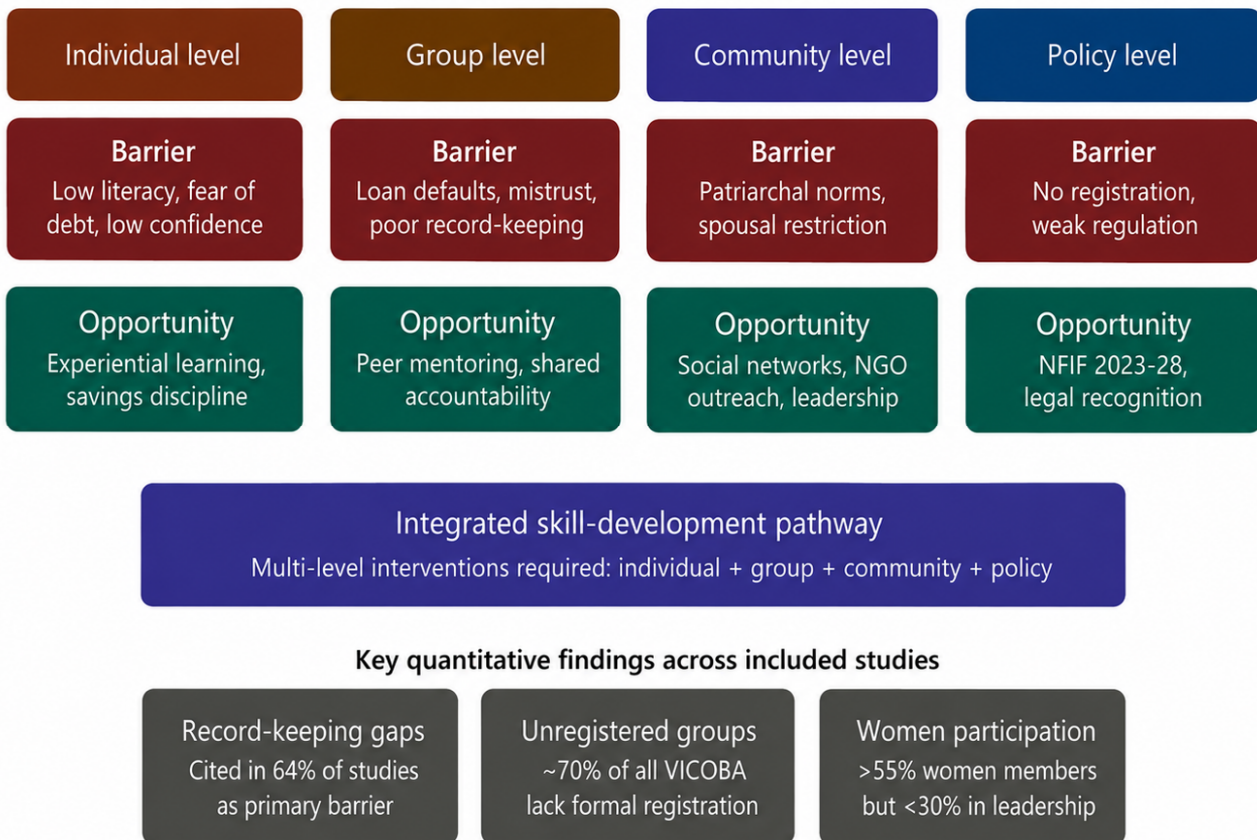 Individual level
Group level
Community level
Policy level
Barrier
Low literacy, fear of
debt, low confidence
Barrier
Loan defaults, mistrust,
poor record-keeping
Barrier
Patriarchal norms,
spousal restriction
Barrier
No registration,
weak regulation
Opportunity
Experiential learning,
savings discipline
Opportunity
Peer mentoring, shared
accountability
Opportunity
Social networks, NGO
outreach, leadership
Opportunity
NFIF 2023-28,
legal recognition
Integrated skill-development pathway
Multi-level interventions required: individual + group + community + policy
Key quantitative findings across included studies
Record-keeping gaps
Cited in 64% of studies
as primary barrier
Unregistered groups
~70% of all VICOBA
lack formal registration
Women participation
>55% women members
but <30% in leadership